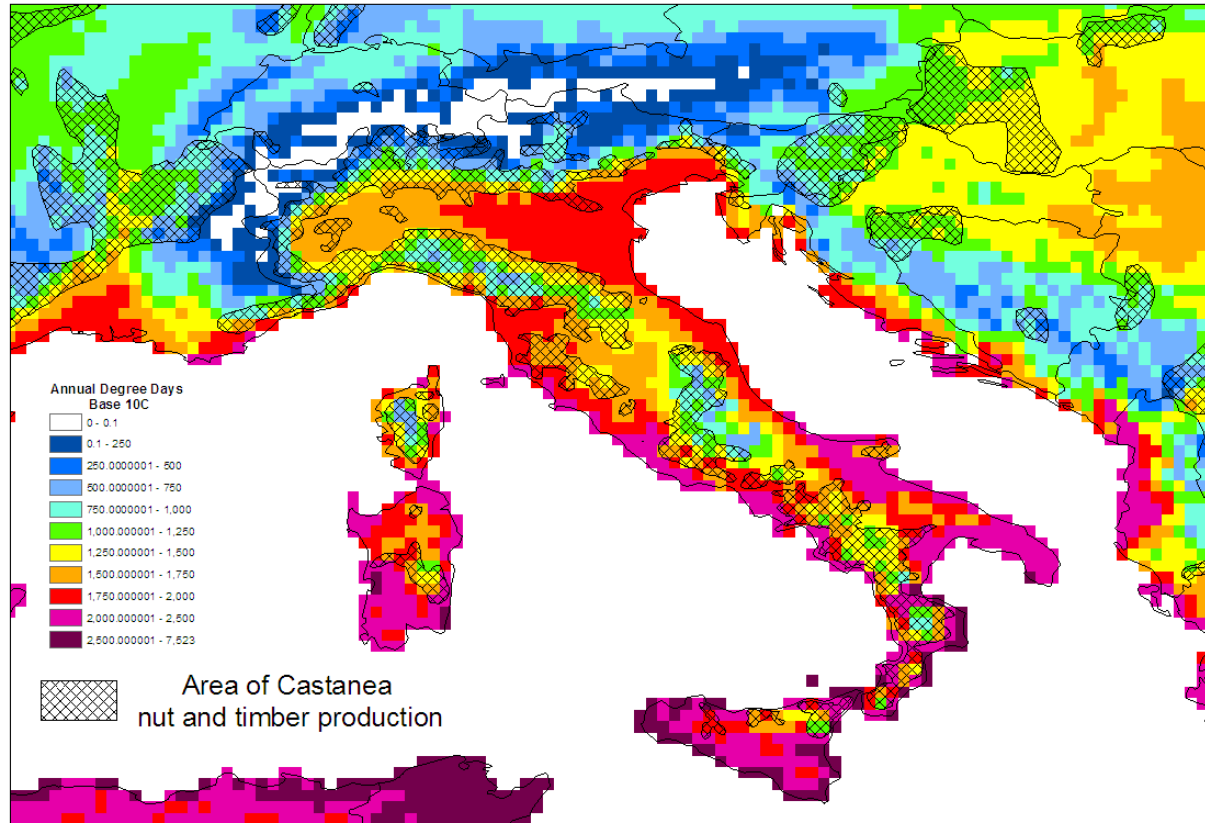 Annual Degree Days
Base 10C
0 - 0.1
0.1 - 250
250.0000001 - 500
500.0000001 - 750
750.0000001 - 1,000
1,000.000001 - 1,250
1,250.000001 - 1,500
1,500.000001 - 1,750
1,750.000001 - 2,000
2,000.000001 - 2,500
2,500.000001 - 7,523
Area of Castanea
nut and timber production